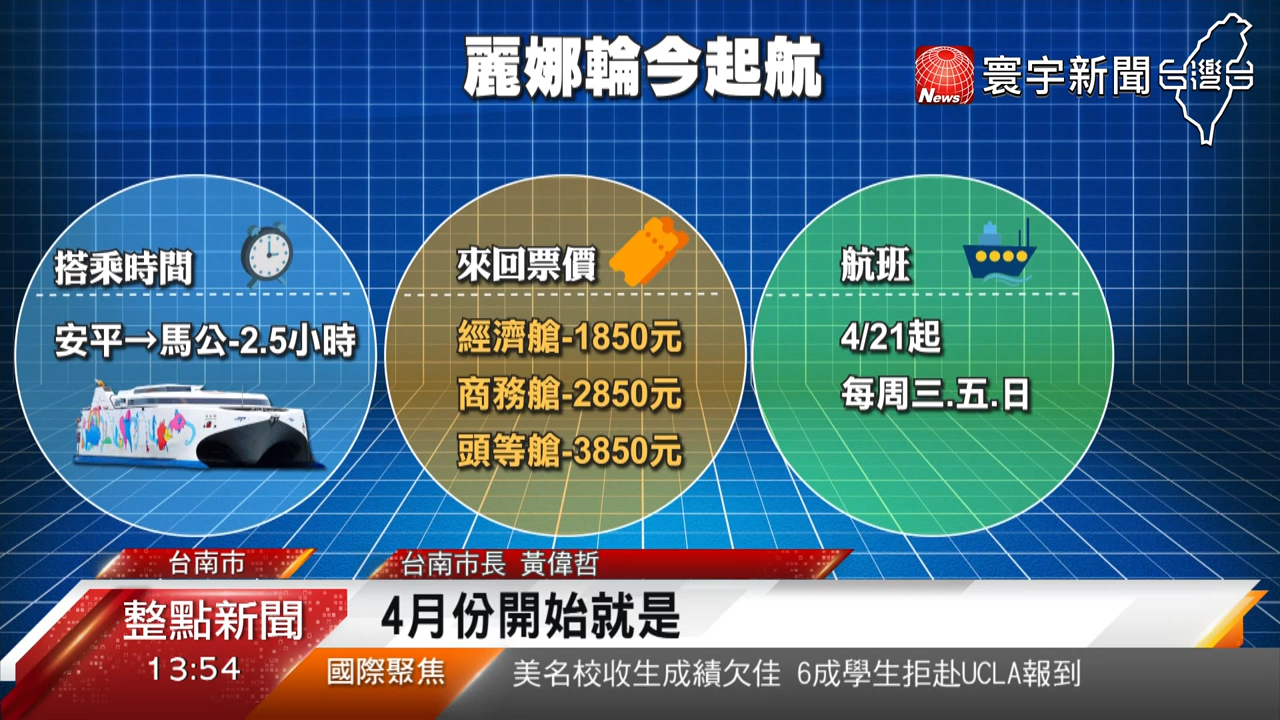 麗娜輪今起航
News 寰宇新聞 台灣台
搭乘時間
安平→馬公-2.5小時
來回票價
經濟艙-1850元
商務艙-2850元
頭等艙-3850元
航班
4/21起
每周三.五.日
台南市
台南市長 黃偉哲
整點新聞
4月份開始就是
13:54
國際聚焦
美名校收生成績欠佳 6成學生拒赴UCLA報到